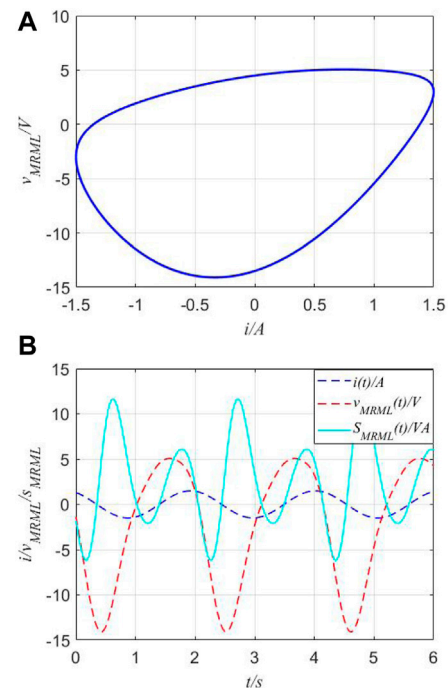 A
15
10
5
0
-5
-10
-15
v_MRML/V
-1.5 -1 -0.5 0 0.5 1 1.5
i/A
B
15
10
5
0
-5
-10
-15
i/v_MRML/s_MRML
i(t)/A
v_MRML(t)/V
S_MRML(t)/VA
0 1 2 3 4 5 6
t/s